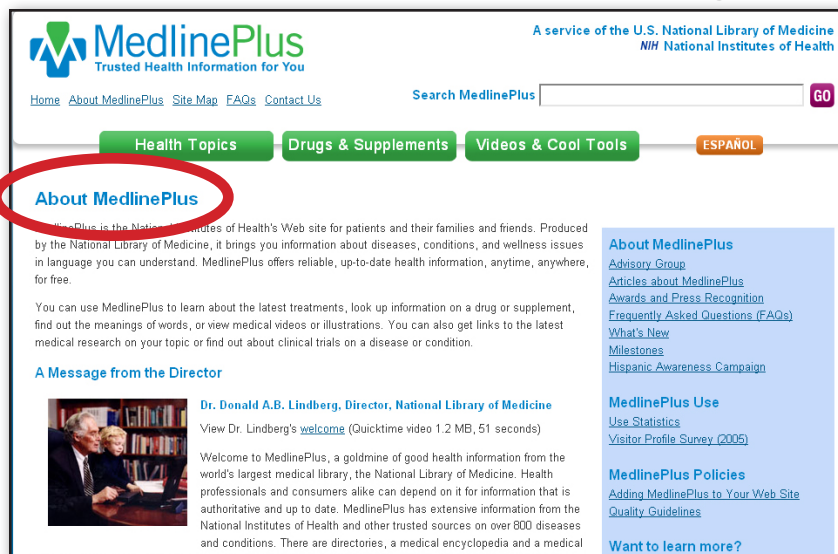 MedlinePlus
Trusted Health Information for You
A service of the U.S. National Library of Medicine
NIH National Institutes of Health
Home About MedlinePlus Site Map FAQs Contact Us
Search MedlinePlus GO
Health Topics Drugs & Supplements Videos & Cool Tools ESPAÑOL
About MedlinePlus
MedlinePlus is the National Institutes of Health's Web site for patients and their families and friends. Produced
by the National Library of Medicine, it brings you information about diseases, conditions, and wellness issues
in language you can understand. MedlinePlus offers reliable, up-to-date health information, anytime, anywhere,
for free.
You can use MedlinePlus to learn about the latest treatments, look up information on a drug or supplement,
find out the meanings of words, or view medical videos or illustrations. You can also get links to the latest
medical research on your topic or find out about clinical trials on a disease or condition.
A Message from the Director
Dr. Donald A.B. Lindberg, Director, National Library of Medicine
View Dr. Lindberg's welcome (Quicktime video 1.2 MB, 51 seconds)
Welcome to MedlinePlus, a goldmine of good health information from the
world's largest medical library, the National Library of Medicine. Health
professionals and consumers alike can depend on it for information that is
authoritative and up to date. MedlinePlus has extensive information from the
National Institutes of Health and other trusted sources on over 800 diseases
and conditions. There are directories, a medical encyclopedia and a medical
About MedlinePlus
Advisory Group
Articles about MedlinePlus
Awards and Press Recognition
Frequently Asked Questions (FAQs)
What's New
Milestones
Hispanic Awareness Campaign
MedlinePlus Use
Use Statistics
Visitor Profile Survey (2005)
MedlinePlus Policies
Adding MedlinePlus to Your Web Site
Quality Guidelines
Want to learn more?